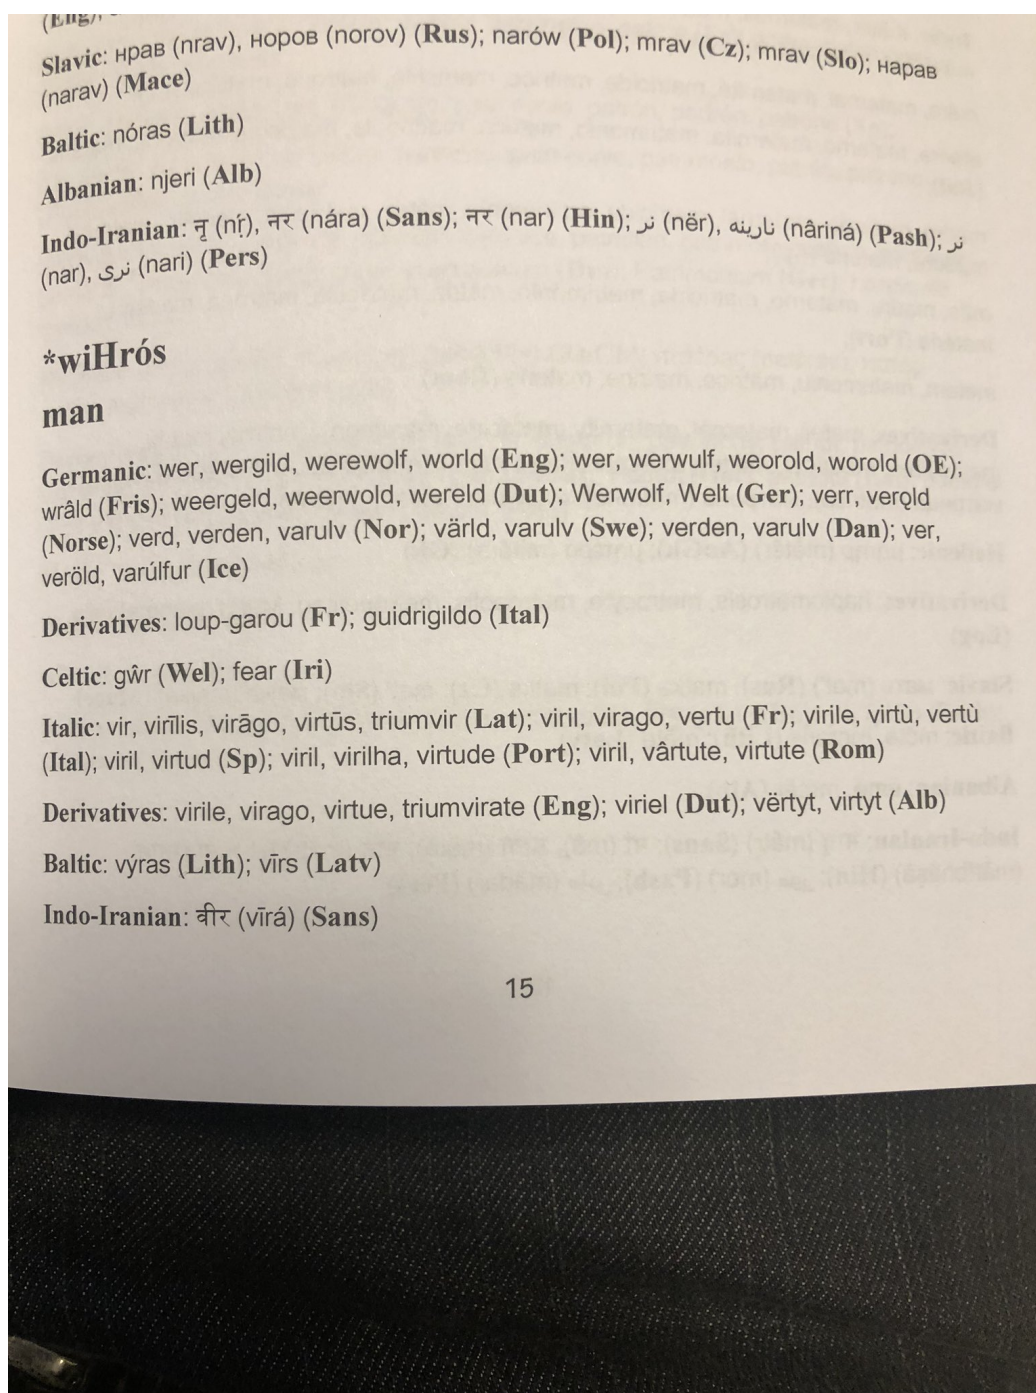 (Eng),
Slavic: нрав (nrav), норов (norov) (Rus); narów (Pol); mrav (Cz); mrav (Slo); нарав
(narav) (Mace)
Baltic: nóras (Lith)
Albanian: njeri (Alb)
Indo-Iranian: नृ (nṛ́), नर (nára) (Sans); नर (nar) (Hin); نر (nër), نارينه (nâriná) (Pash); نر
(nar), نری (nari) (Pers)
*wiHrós
man
Germanic: wer, wergild, werewolf, world (Eng); wer, werwulf, weorold, worold (OE);
wrâld (Fris); weergeld, weerwold, wereld (Dut); Werwolf, Welt (Ger); verr, verǫld
(Norse); verd, verden, varulv (Nor); värld, varulv (Swe); verden, varulv (Dan); ver,
veröld, varúlfur (Ice)
Derivatives: loup-garou (Fr); guidrigildo (Ital)
Celtic: gŵr (Wel); fear (Iri)
Italic: vir, virīlis, virāgo, virtūs, triumvir (Lat); viril, virago, vertu (Fr); virile, virtù, vertù
(Ital); viril, virtud (Sp); viril, virilha, virtude (Port); viril, vârtute, virtute (Rom)
Derivatives: virile, virago, virtue, triumvirate (Eng); viriel (Dut); vërtyt, virtyt (Alb)
Baltic: výras (Lith); vīrs (Latv)
Indo-Iranian: वीर (vīrá) (Sans)
15